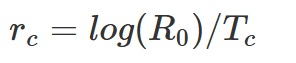 r_c = log(R_0)/T_c